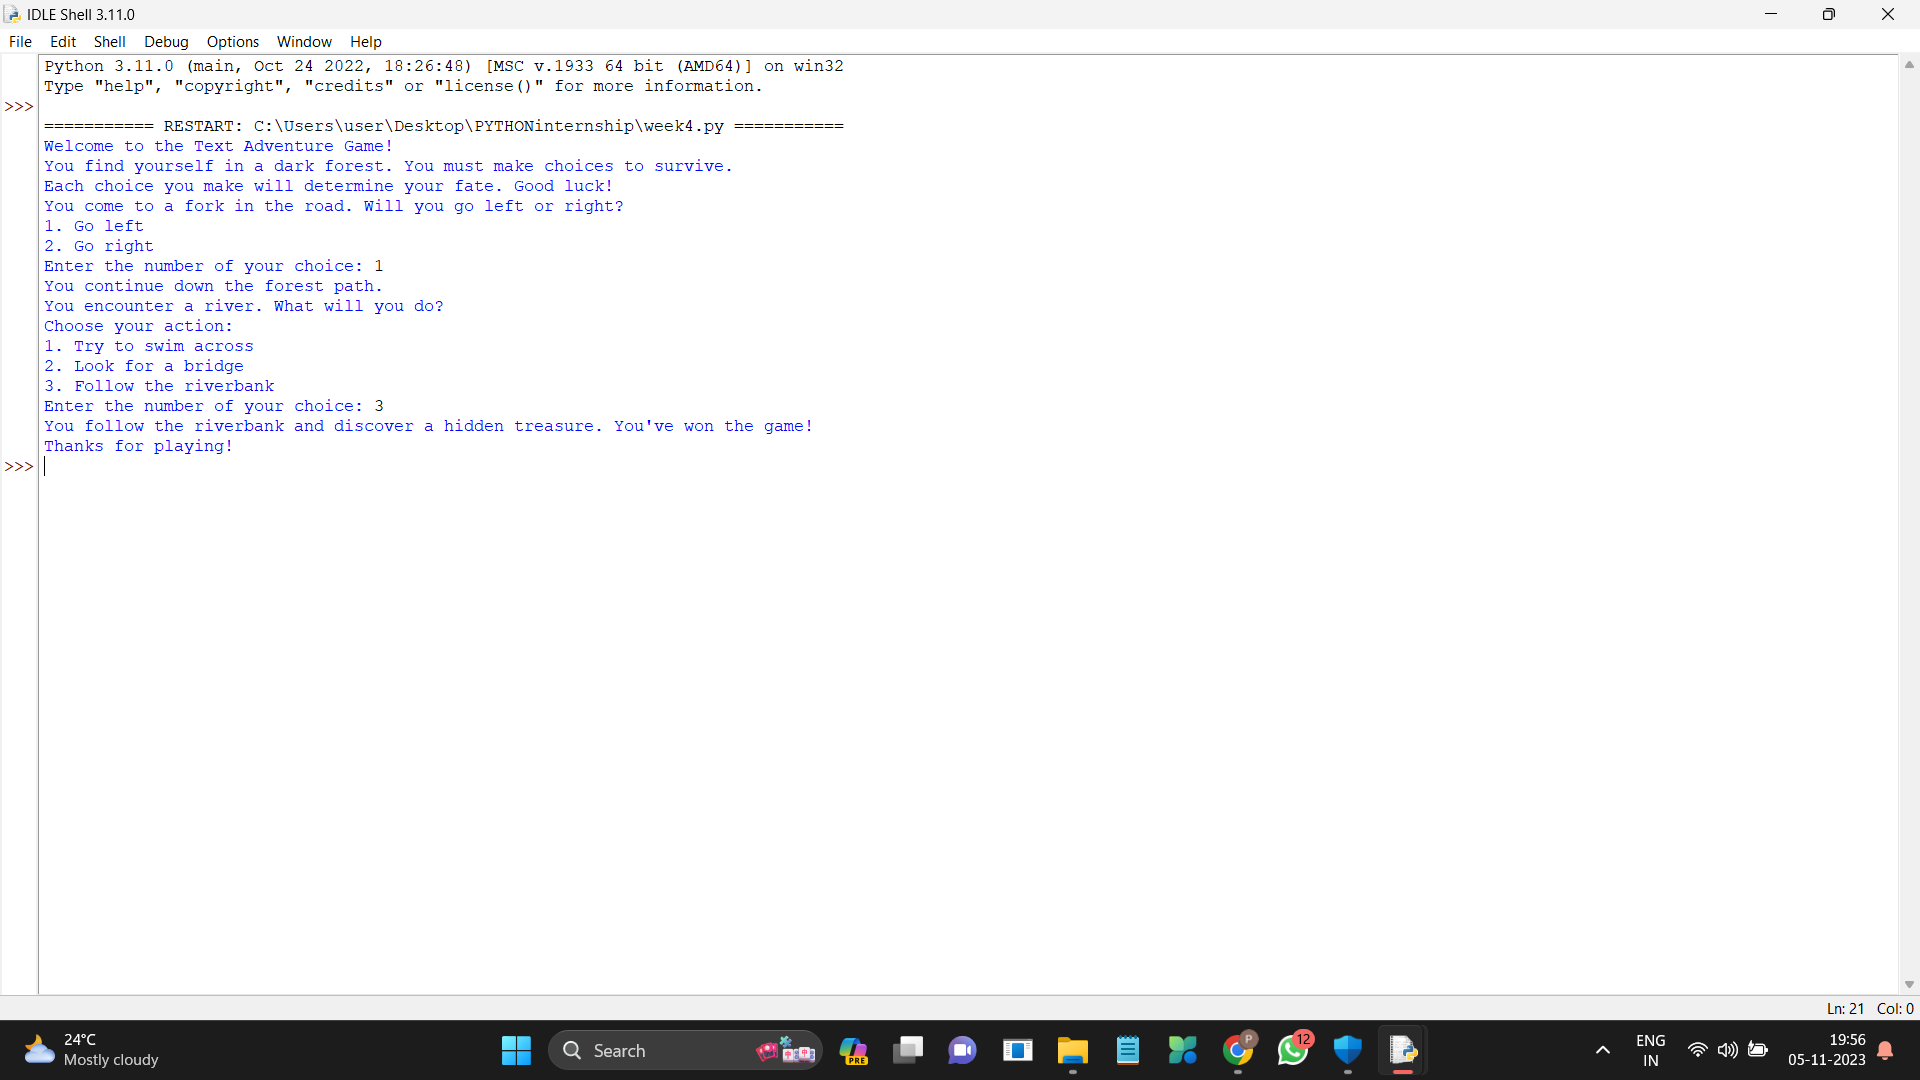 IDLE Shell 3.11.0
File Edit Shell Debug Options Window Help
Python 3.11.0 (main, Oct 24 2022, 18:26:48) [MSC v.1933 64 bit (AMD64)] on win32
Type "help", "copyright", "credits" or "license()" for more information.
>>>
=========== RESTART: C:\Users\user\Desktop\PYTHONinternship\week4.py ===========
Welcome to the Text Adventure Game!
You find yourself in a dark forest. You must make choices to survive.
Each choice you make will determine your fate. Good luck!
You come to a fork in the road. Will you go left or right?
1. Go left
2. Go right
Enter the number of your choice: 1
You continue down the forest path.
You encounter a river. What will you do?
Choose your action:
1. Try to swim across
2. Look for a bridge
3. Follow the riverbank
Enter the number of your choice: 3
You follow the riverbank and discover a hidden treasure. You've won the game!
Thanks for playing!
>>>
Ln: 21 Col: 0
24°C
Mostly cloudy
Search
PRE
P
12
ENG
IN
19:56
05-11-2023